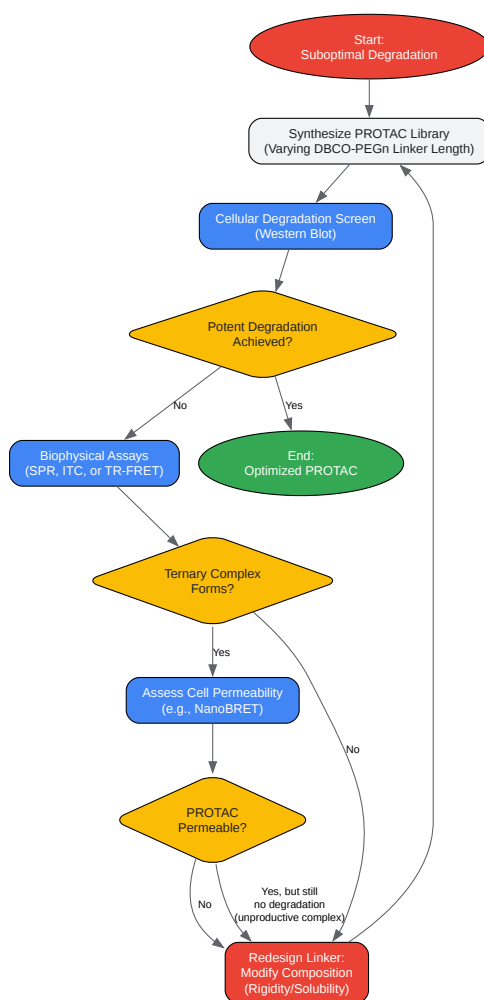 Start:
Suboptimal Degradation
Synthesize PROTAC Library
(Varying DBCO-PEGn Linker Length)
Cellular Degradation Screen
(Western Blot)
Potent Degradation
Achieved?
No
Yes
Biophysical Assays
(SPR, ITC, or TR-FRET)
End:
Optimized PROTAC
Ternary Complex
Forms?
Yes
Assess Cell Permeability
(e.g., NanoBRET)
No
PROTAC
Permeable?
No
Yes, but still
no degradation
(unproductive complex)
Redesign Linker:
Modify Composition
(Rigidity/Solubility)